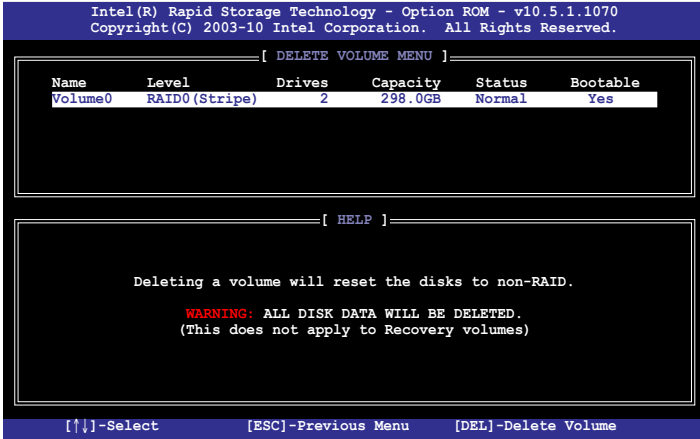 Intel(R) Rapid Storage Technology - Option ROM - v10.5.1.1070
Copyright(C) 2003-10 Intel Corporation. All Rights Reserved.
[ DELETE VOLUME MENU ]
Name Level Drives Capacity Status Bootable
Volume0 RAID0(Stripe) 2 298.0GB Normal Yes
[ HELP ]
Deleting a volume will reset the disks to non-RAID.
WARNING: ALL DISK DATA WILL BE DELETED.
(This does not apply to Recovery volumes)
[↑↓]-Select [ESC]-Previous Menu [DEL]-Delete Volume